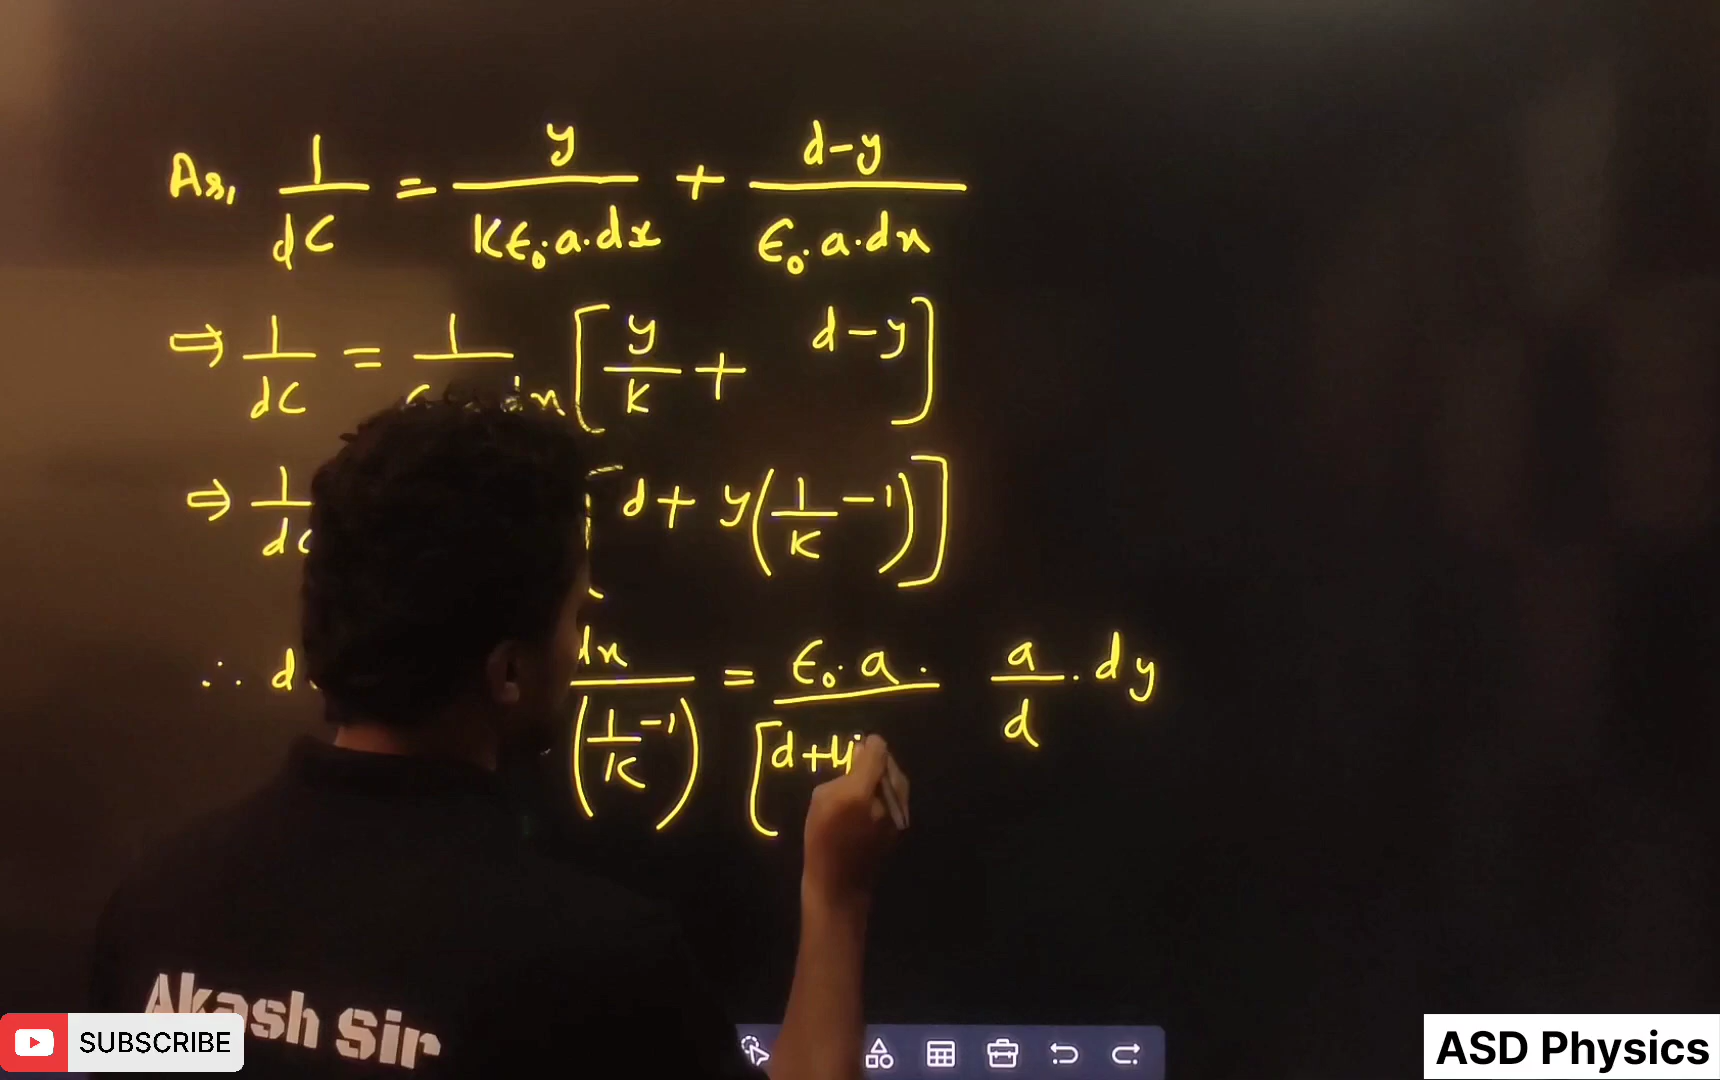 As, 1/dC = y/(Kε₀.a.dx) + (d-y)/(ε₀.a.dx)
⇒ 1/dC = 1/ [y/K + d-y]
⇒ 1/dC [d + y(1/K - 1)]
∴ d dx/(1/K - 1) = ε₀.a./[d+y a/d . dy
Akash Sir
SUBSCRIBE
ASD Physics